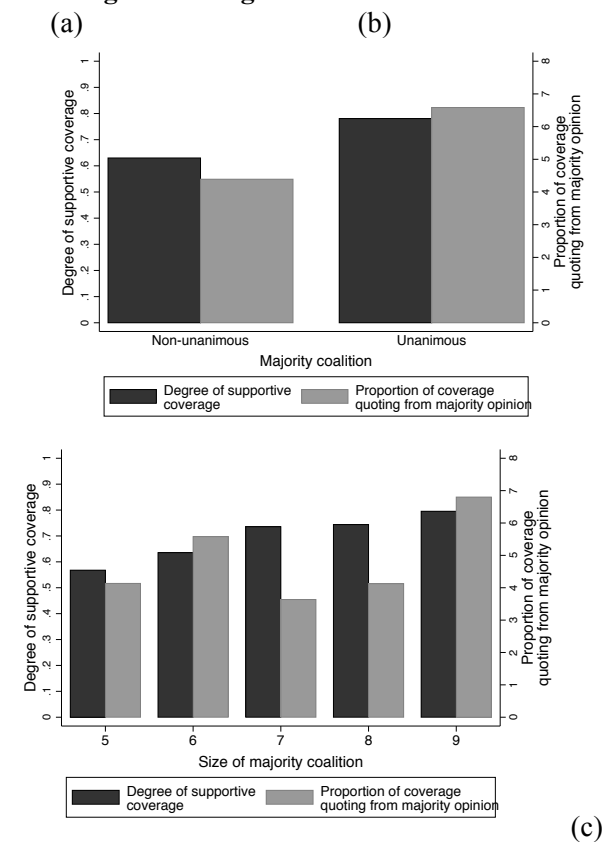 (a) (b)
1
.9
.8
.7
.6
.5
.4
.3
.2
.1
0
Degree of supportive coverage
8
7
6
5
4
3
2
1
0
Proportion of coverage
quoting from majority opinion
Non-unanimous Unanimous
Majority coalition
Degree of supportive
coverage
Proportion of coverage
quoting from majority opinion
1
.9
.8
.7
.6
.5
.4
.3
.2
.1
0
Degree of supportive coverage
8
7
6
5
4
3
2
1
0
Proportion of coverage
quoting from majority opinion
5 6 7 8 9
Size of majority coalition
Degree of supportive
coverage
Proportion of coverage
quoting from majority opinion
(c)